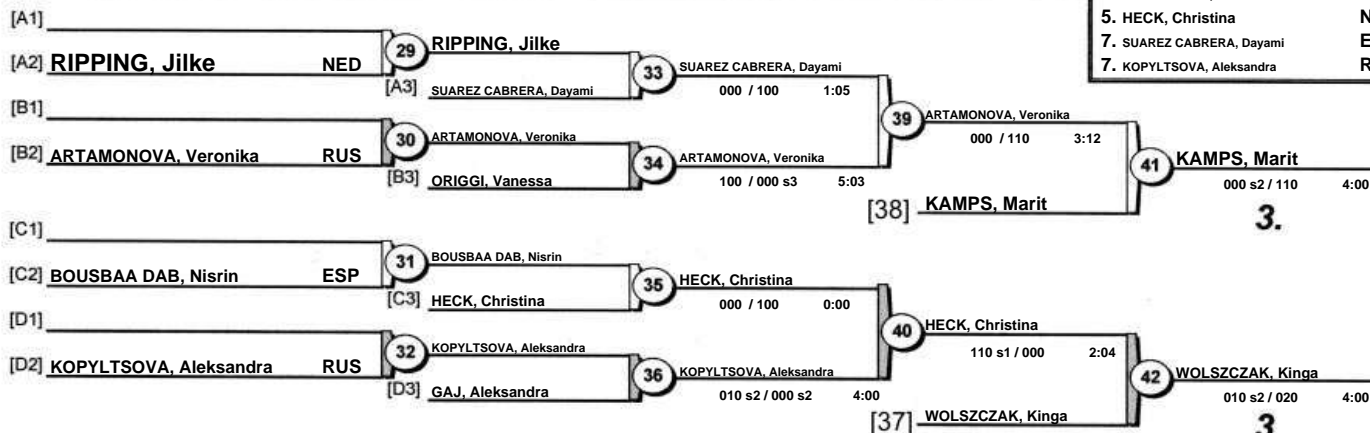 5. HECK, Christina N
7. SUAREZ CABRERA, Dayami E
7. KOPYLTSOVA, Aleksandra R
[A1]
[A2] RIPPING, Jilke NED
29
RIPPING, Jilke
[A3] SUAREZ CABRERA, Dayami
33
SUAREZ CABRERA, Dayami
000 / 100 1:05
[B1]
[B2] ARTAMONOVA, Veronika RUS
30
ARTAMONOVA, Veronika
[B3] ORIGGI, Vanessa
34
ARTAMONOVA, Veronika
100 / 000 s3 5:03
39
ARTAMONOVA, Veronika
000 / 110 3:12
[38] KAMPS, Marit
41
KAMPS, Marit
000 s2 / 110 4:00
3.
[C1]
[C2] BOUSBAA DAB, Nisrin ESP
31
BOUSBAA DAB, Nisrin
[C3] HECK, Christina
35
HECK, Christina
000 / 100 0:00
[D1]
[D2] KOPYLTSOVA, Aleksandra RUS
32
KOPYLTSOVA, Aleksandra
[D3] GAJ, Aleksandra
36
KOPYLTSOVA, Aleksandra
010 s2 / 000 s2 4:00
40
HECK, Christina
110 s1 / 000 2:04
[37] WOLSZCZAK, Kinga
42
WOLSZCZAK, Kinga
010 s2 / 020 4:00
3